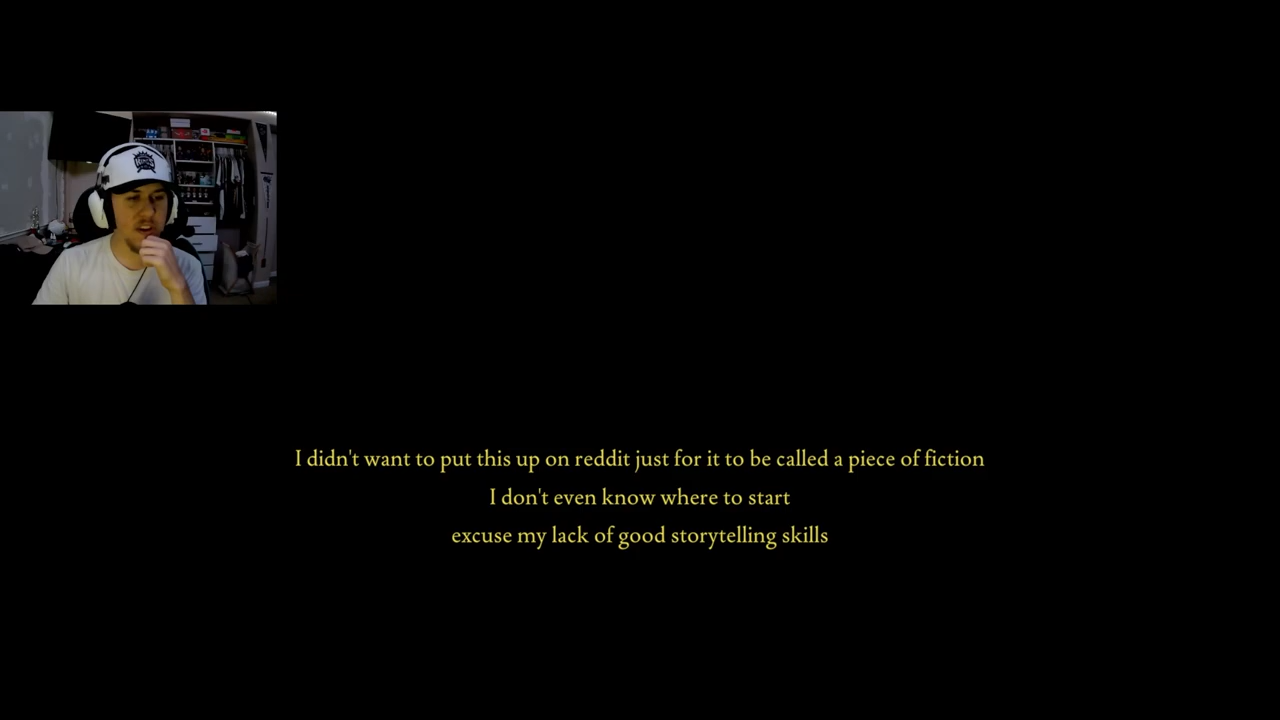 I didn't want to put this up on reddit just for it to be called a piece of fiction
I don't even know where to start
excuse my lack of good storytelling skills